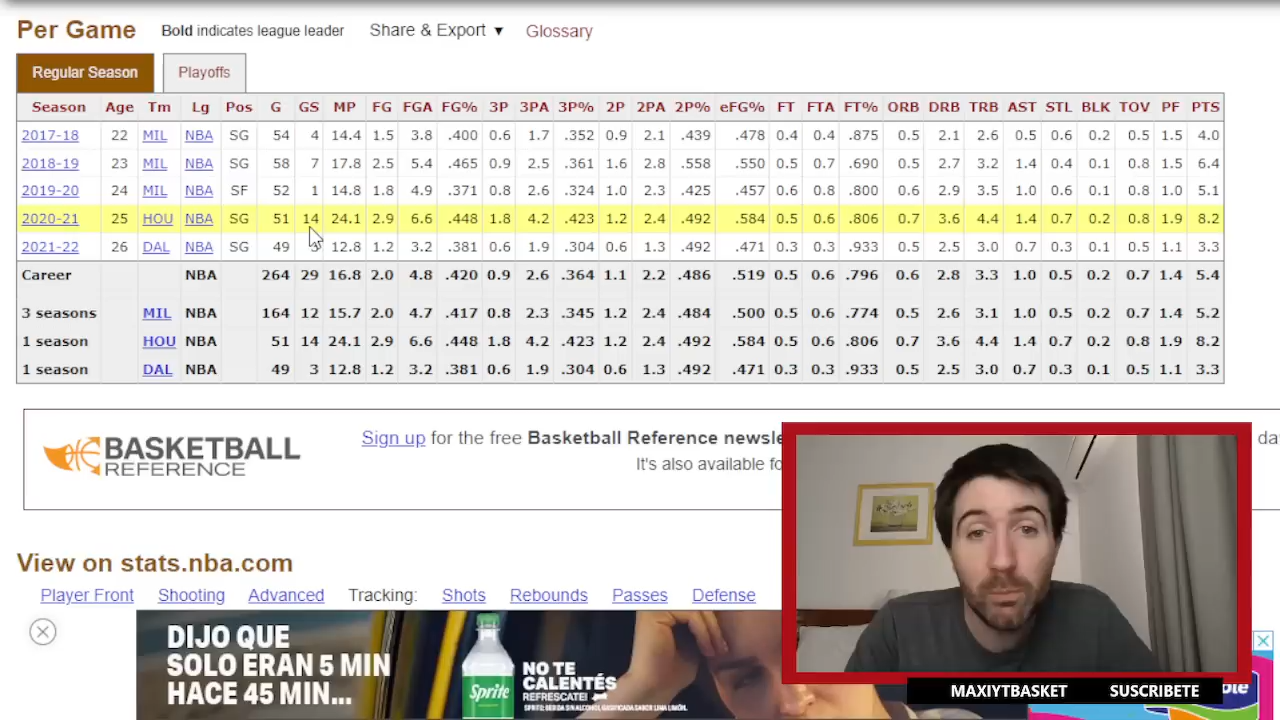 Per Game Bold indicates league leader Share & Export ▼ Glossary
Regular Season Playoffs
Season Age Tm Lg Pos G GS MP FG FGA FG% 3P 3PA 3P% 2P 2PA 2P% eFG% FT FTA FT% ORB DRB TRB AST STL BLK TOV PF PTS
2017-18 22 MIL NBA SG 54 4 14.4 1.5 3.8 .400 0.6 1.7 .352 0.9 2.1 .439 .478 0.4 0.4 .875 0.5 2.1 2.6 0.5 0.6 0.2 0.5 1.5 4.0
2018-19 23 MIL NBA SG 58 7 17.8 2.5 5.4 .465 0.9 2.5 .361 1.6 2.8 .558 .550 0.5 0.7 .690 0.5 2.7 3.2 1.4 0.4 0.1 0.8 1.5 6.4
2019-20 24 MIL NBA SF 52 1 14.8 1.8 4.9 .371 0.8 2.6 .324 1.0 2.3 .425 .457 0.6 0.8 .800 0.6 2.9 3.5 1.0 0.6 0.2 0.8 1.0 5.1
2020-21 25 HOU NBA SG 51 14 24.1 2.9 6.6 .448 1.8 4.2 .423 1.2 2.4 .492 .584 0.5 0.6 .806 0.7 3.6 4.4 1.4 0.7 0.2 0.8 1.9 8.2
2021-22 26 DAL NBA SG 49 12.8 1.2 3.2 .381 0.6 1.9 .304 0.6 1.3 .492 .471 0.3 0.3 .933 0.5 2.5 3.0 0.7 0.3 0.1 0.5 1.1 3.3
Career NBA 264 29 16.8 2.0 4.8 .420 0.9 2.6 .364 1.1 2.2 .486 .519 0.5 0.6 .796 0.6 2.8 3.3 1.0 0.5 0.2 0.7 1.4 5.4
3 seasons MIL NBA 164 12 15.7 2.0 4.7 .417 0.8 2.3 .345 1.2 2.4 .484 .500 0.5 0.6 .774 0.5 2.6 3.1 1.0 0.5 0.2 0.7 1.4 5.2
1 season HOU NBA 51 14 24.1 2.9 6.6 .448 1.8 4.2 .423 1.2 2.4 .492 .584 0.5 0.6 .806 0.7 3.6 4.4 1.4 0.7 0.2 0.8 1.9 8.2
1 season DAL NBA 49 3 12.8 1.2 3.2 .381 0.6 1.9 .304 0.6 1.3 .492 .471 0.3 0.3 .933 0.5 2.5 3.0 0.7 0.3 0.1 0.5 1.1 3.3
BASKETBALL
REFERENCE
Sign up for the free Basketball Reference
It's also available
View on stats.nba.com
Player Front Shooting Advanced Tracking: Shots Rebounds Passes Defense
DIJO QUE
SOLO ERAN 5 MIN
HACE 45 MIN...
Sprite
NO TE
CALENTÉS
REFRESCATE!
MAXIYTBASKET SUSCRIBETE